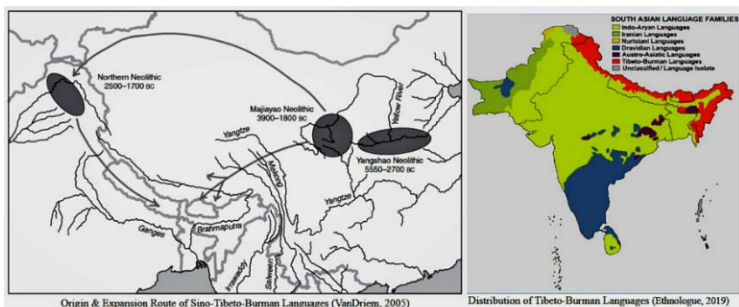 Northern Neolithic
2500–1700 BC
Majiayao Neolithic
3900–1800 BC
Yangtze
Yellow River
Yangshao Neolithic
5550–2700 BC
Mekong
Yangtze
Ganges
Brahmaputra
Irrawaddy
Salween
Origin & Expansion Route of Sino-Tibeto-Burman Languages (VanDriem, 2005)
SOUTH ASIAN LANGUAGE FAMILIES
Indo-Aryan Languages
Iranian Languages
Nuristani Languages
Dravidian Languages
Austro-Asiatic Languages
Tibeto-Burman Languages
Unclassified / Language Isolate
Distribution of Tibeto-Burman Languages (Ethnologue, 2019)